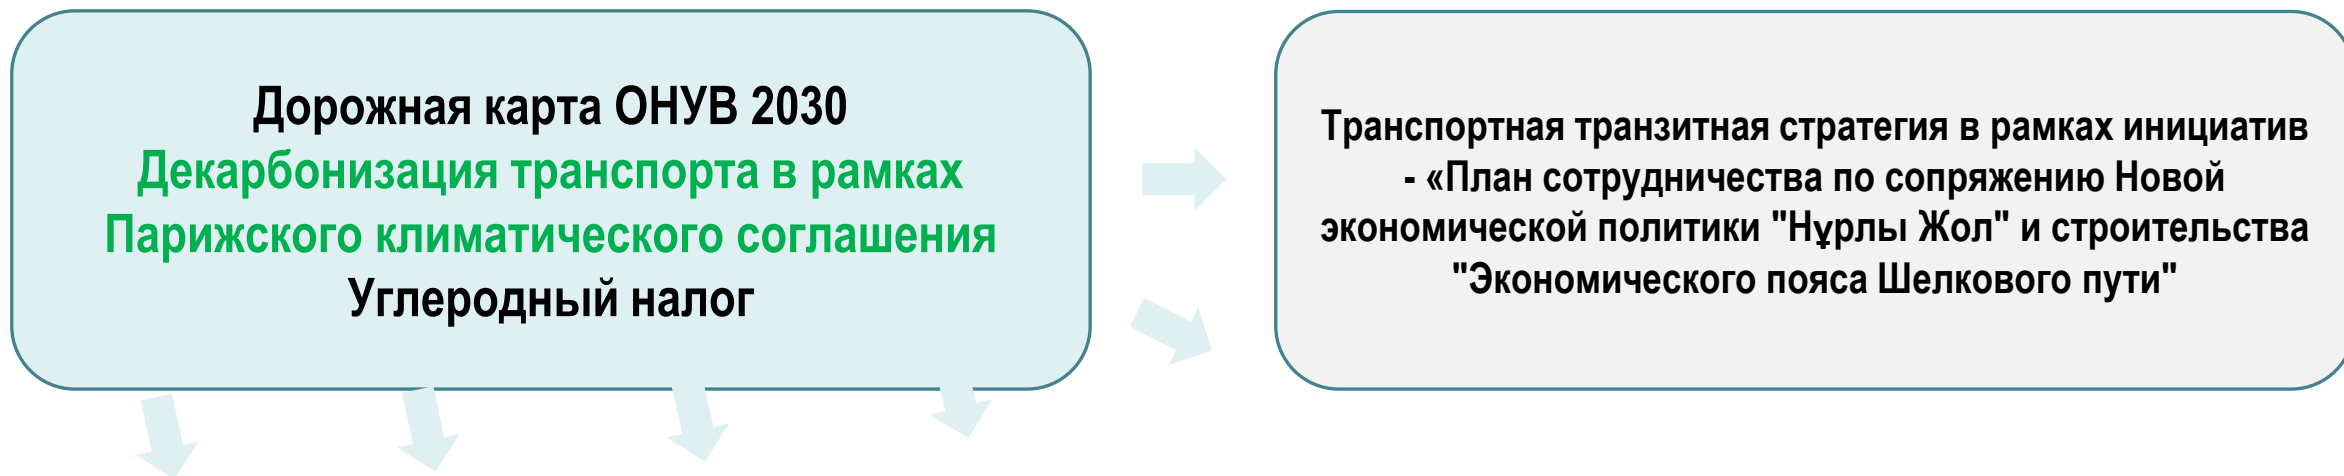 Дорожная карта ОНУВ 2030
Декарбонизация транспорта в рамках
Парижского климатического соглашения
Углеродный налог
Транспортная транзитная стратегия в рамках инициатив
- «План сотрудничества по сопряжению Новой
экономической политики "Нұрлы Жол" и строительства
"Экономического пояса Шелкового пути"